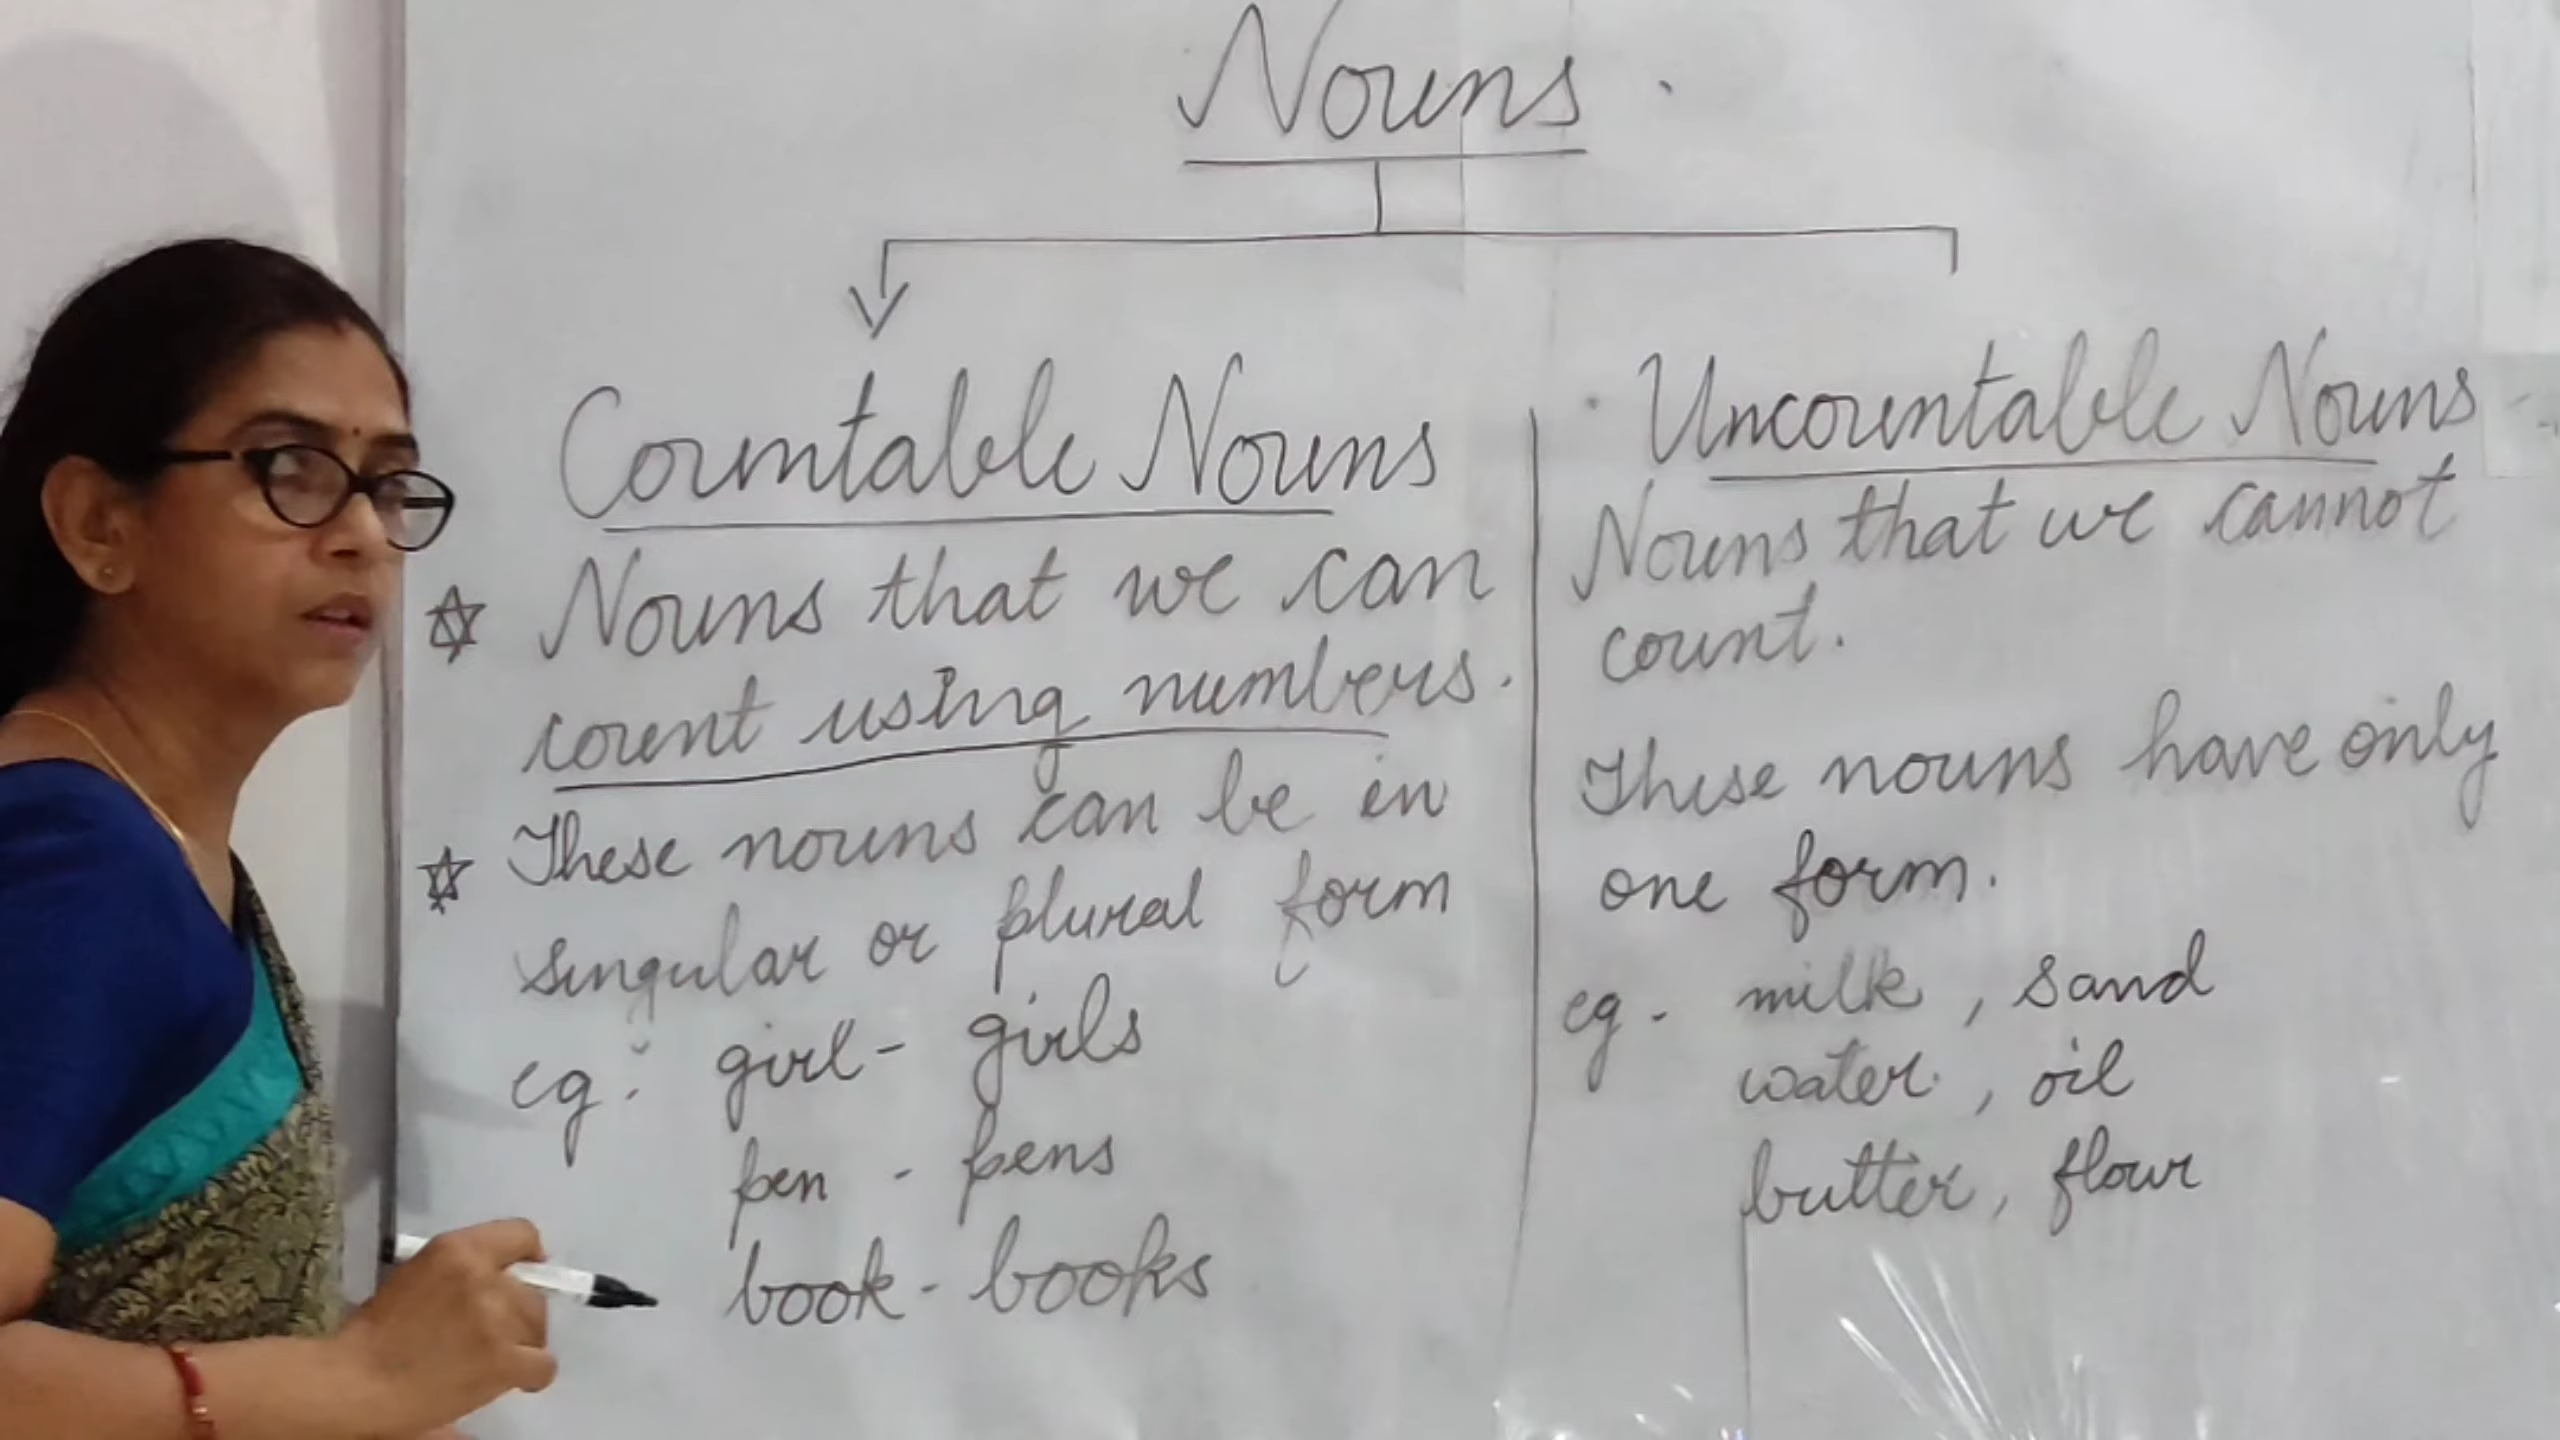 Nouns
Countable Nouns
Nouns that we can
count using numbers.
These nouns can be in
singular or plural form
eg: girl - girls
pen - pens
book - books
Uncountable Nouns
Nouns that we cannot
count.
These nouns have only
one form.
eg - milk, sand
water, oil
butter, flour